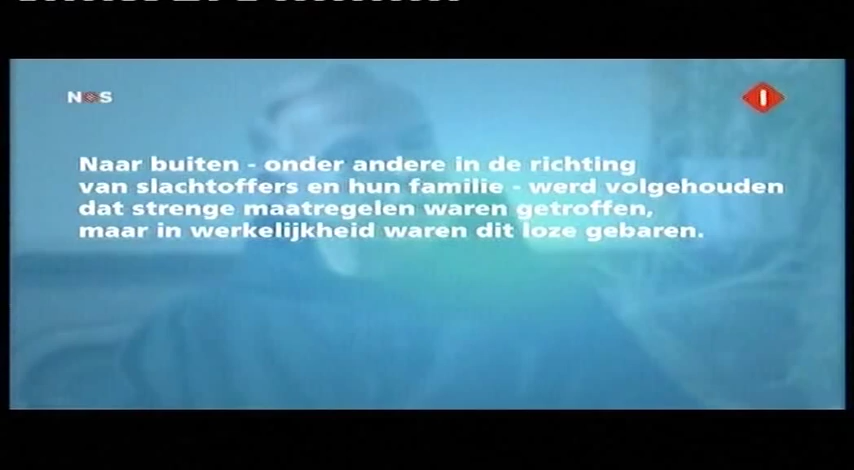 NOS
1
Naar buiten - onder andere in de richting
van slachtoffers en hun familie - werd volgehouden
dat strenge maatregelen waren getroffen,
maar in werkelijkheid waren dit loze gebaren.